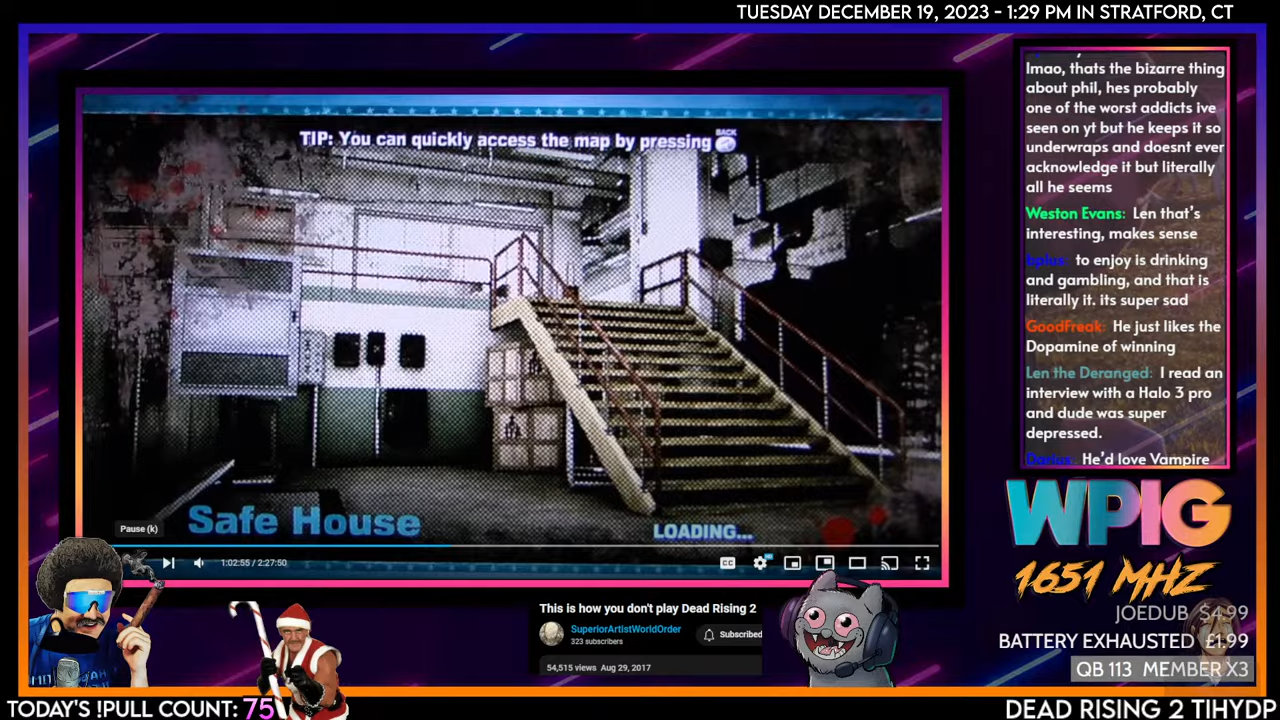 TUESDAY DECEMBER 19, 2023 - 1:29 PM IN STRATFORD, CT
TIP: You can quickly access the map by pressing BACK
Safe House
LOADING...
Pause (k)
1:02:55 / 2:27:50
CC
lmao, thats the bizarre thing
about phil, hes probably
one of the worst addicts ive
seen on yt but he keeps it so
underwraps and doesnt ever
acknowledge it but literally
all he seems
Weston Evans: Len that's
interesting, makes sense
bplus: to enjoy is drinking
and gambling, and that is
literally it. its super sad
GoodFreak: He just likes the
Dopamine of winning
Len the Deranged: I read an
interview with a Halo 3 pro
and dude was super
depressed.
Darius: He'd love Vampire
WPIG
1651 MHZ
JOEDUB $4.99
BATTERY EXHAUSTED £1.99
QB 113 MEMBER X3
This is how you don't play Dead Rising 2
SuperiorArtistWorldOrder
323 subscribers
Subscribed
54,515 views Aug 29, 2017
TODAY'S !PULL COUNT: 75
DEAD RISING 2 TIHYDP